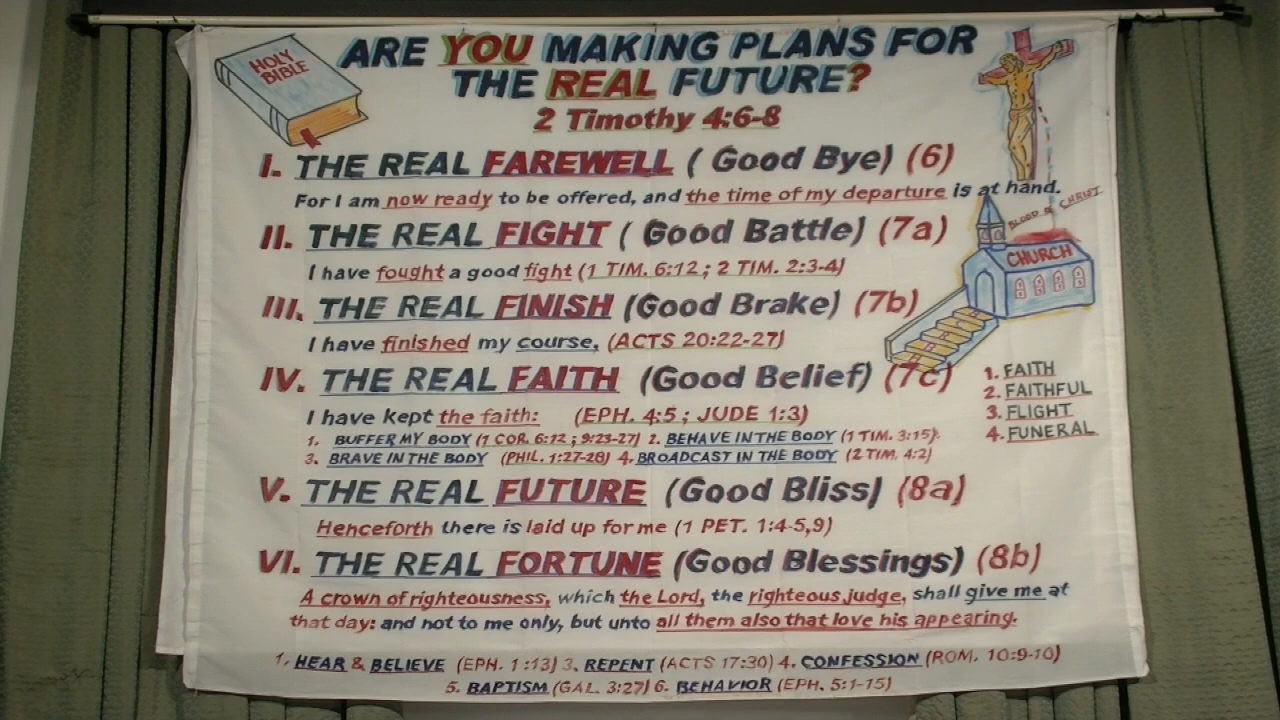 HOLY BIBLE
ARE YOU MAKING PLANS FOR
THE REAL FUTURE?
2 Timothy 4:6-8
I. THE REAL FAREWELL ( Good Bye) (6)
For I am now ready to be offered, and the time of my departure is at hand.
BLOOD of CHRIST
II. THE REAL FIGHT ( Good Battle) (7a)
I have fought a good fight (1 TIM. 6:12 ; 2 TIM. 2:3-4)
CHURCH
III. THE REAL FINISH (Good Brake) (7b)
I have finished my course, (ACTS 20:22-27)
IV. THE REAL FAITH (Good Belief) (7c)
I have kept the faith: (EPH. 4:5 ; JUDE 1:3)
1. BUFFER MY BODY (1 COR. 6:12 ; 9:23-27) 2. BEHAVE IN THE BODY (1 TIM. 3:15).
3. BRAVE IN THE BODY (PHIL. 1:27-28) 4. BROADCAST IN THE BODY (2 TIM. 4:2)
1. FAITH
2. FAITHFUL
3. FLIGHT
4. FUNERAL
V. THE REAL FUTURE (Good Bliss) (8a)
Henceforth there is laid up for me (1 PET. 1:4-5,9)
VI. THE REAL FORTUNE (Good Blessings) (8b)
A crown of righteousness, which the Lord, the righteous judge, shall give me at
that day: and not to me only, but unto all them also that love his appearing.
1. HEAR & BELIEVE (EPH. 1:13) 3. REPENT (ACTS 17:30) 4. CONFESSION (ROM. 10:9-10)
5. BAPTISM (GAL. 3:27) 6. BEHAVIOR (EPH. 5:1-15)